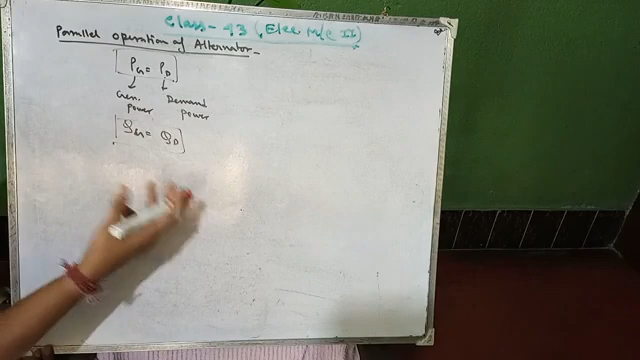 Class - 43 (Elec M/C II)
Parallel operation of Alternator -
[ PG = PD ]
Gen. power
Demand power
[ QG = QD ]